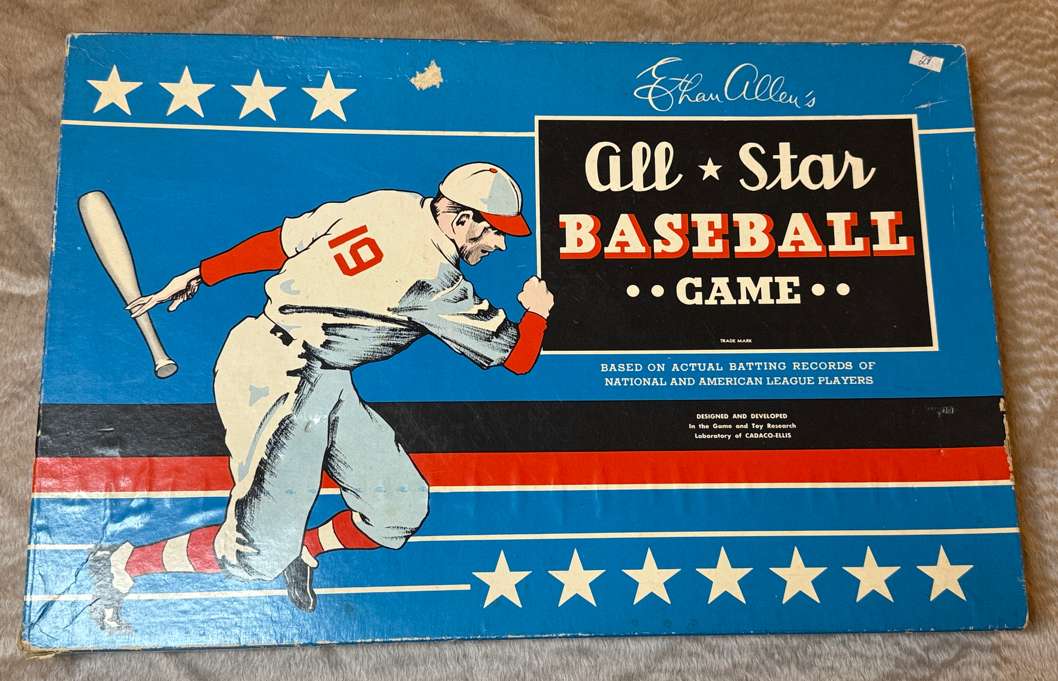 Ethan Allen's
All ★ Star
BASEBALL
•• GAME ••
TRADE MARK
BASED ON ACTUAL BATTING RECORDS OF
NATIONAL AND AMERICAN LEAGUE PLAYERS
DESIGNED AND DEVELOPED
In the Game and Toy Research
Laboratory of CADACO-ELLIS
19